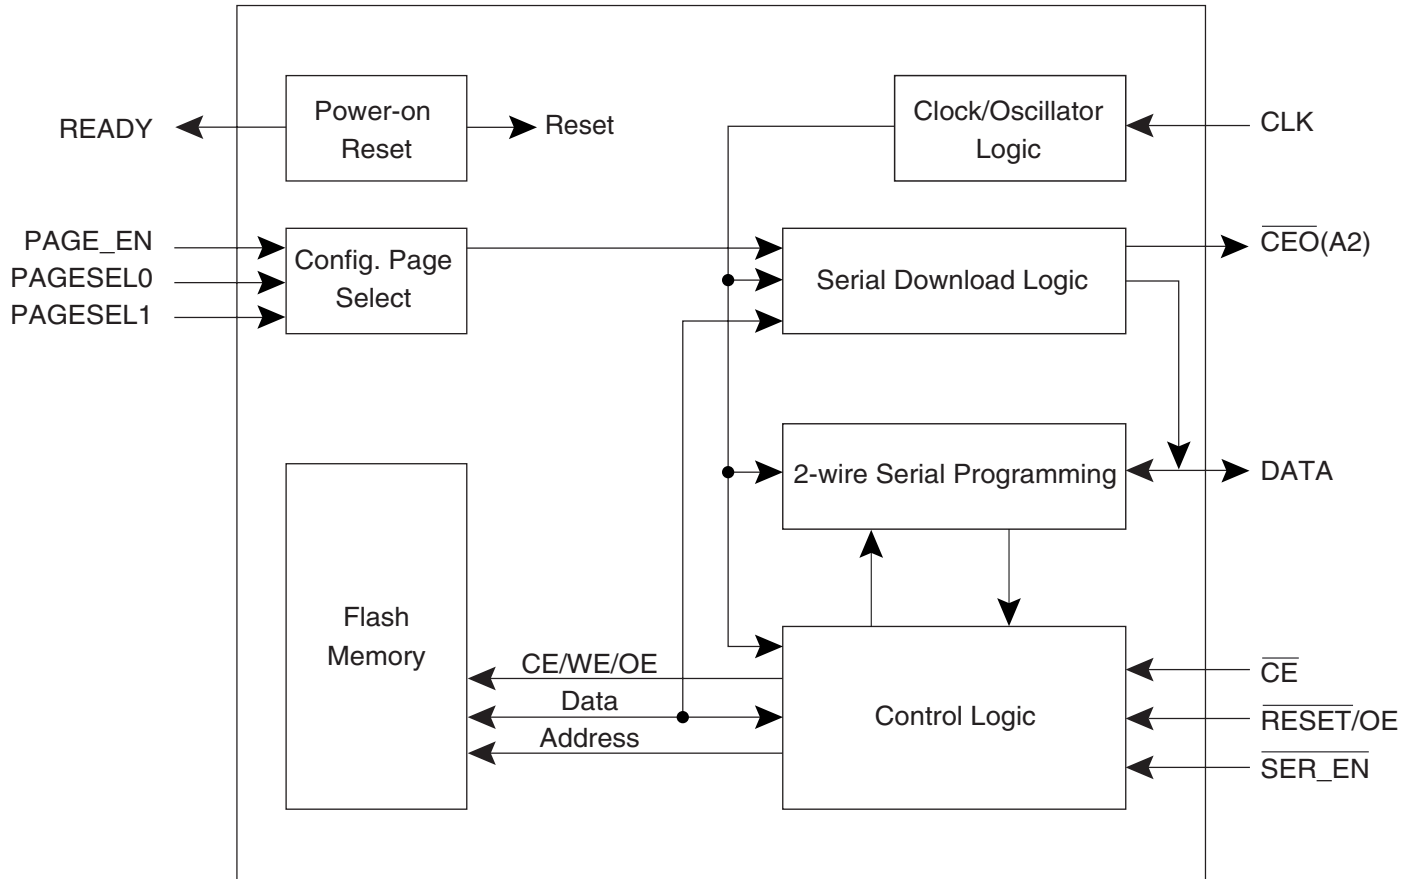 READY
Power-on
Reset
Reset
Clock/Oscillator
Logic
CLK
PAGE_EN
PAGESEL0
PAGESEL1
Config. Page
Select
Serial Download Logic
CEO(A2)
2-wire Serial Programming
DATA
Flash
Memory
CE/WE/OE
Data
Address
Control Logic
CE
RESET/OE
SER_EN